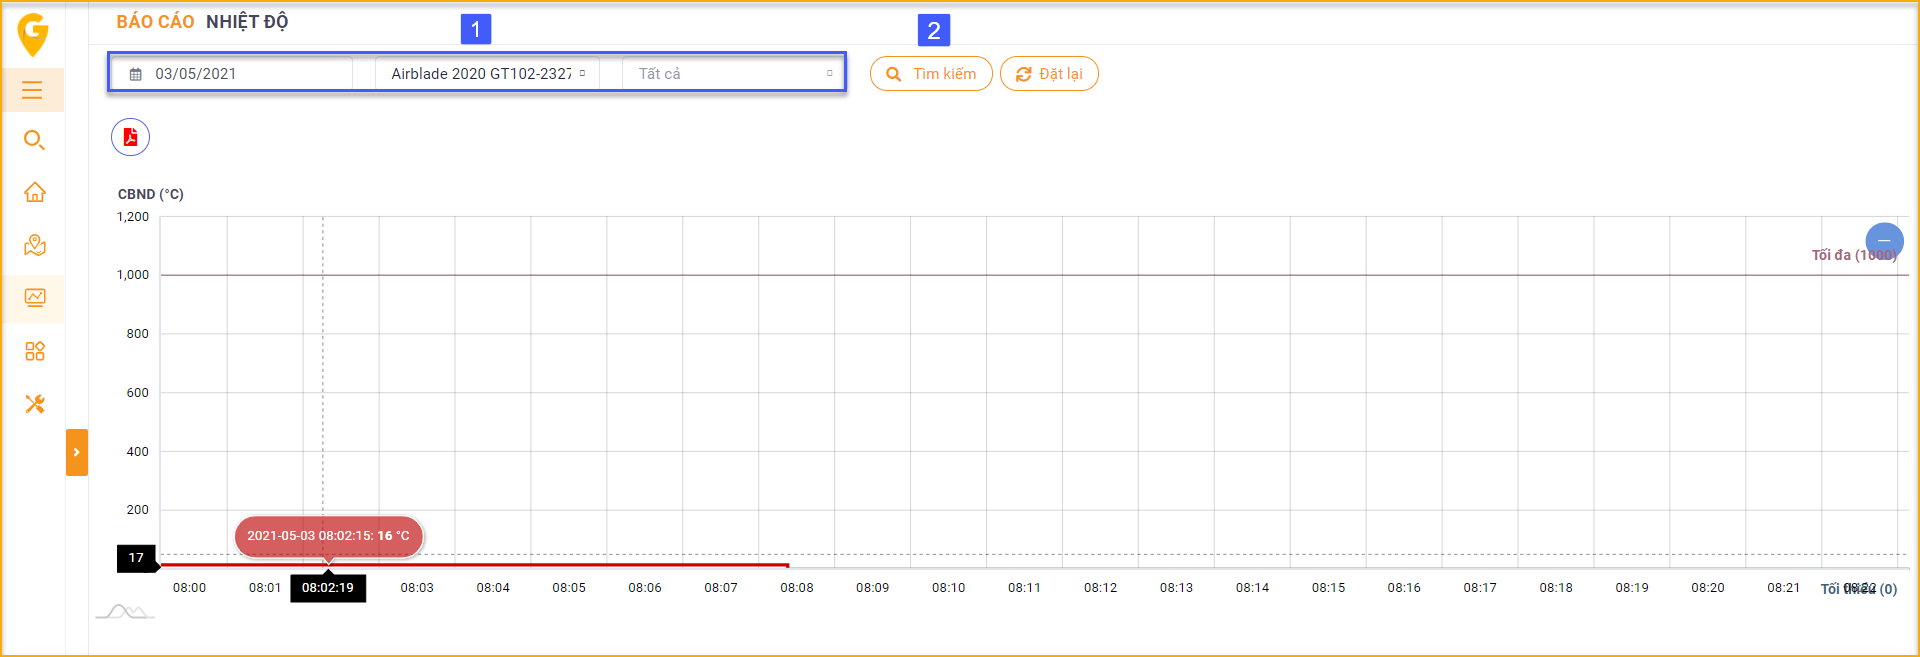 G
BÁO CÁO NHIỆT ĐỘ
1
2
03/05/2021
Airblade 2020 GT102-2327
Tất cả
Tìm kiếm
Đặt lại
CBND (°C)
1,200
1,000
800
600
400
200
17
Tối đa (1000)
2021-05-03 08:02:15: 16 °C
08:00 08:01 08:02:19 08:03 08:04 08:05 08:06 08:07 08:08 08:09 08:10 08:11 08:12 08:13 08:14 08:15 08:16 08:17 08:18 08:19 08:20 08:21 08:22
Tối thiểu (0)